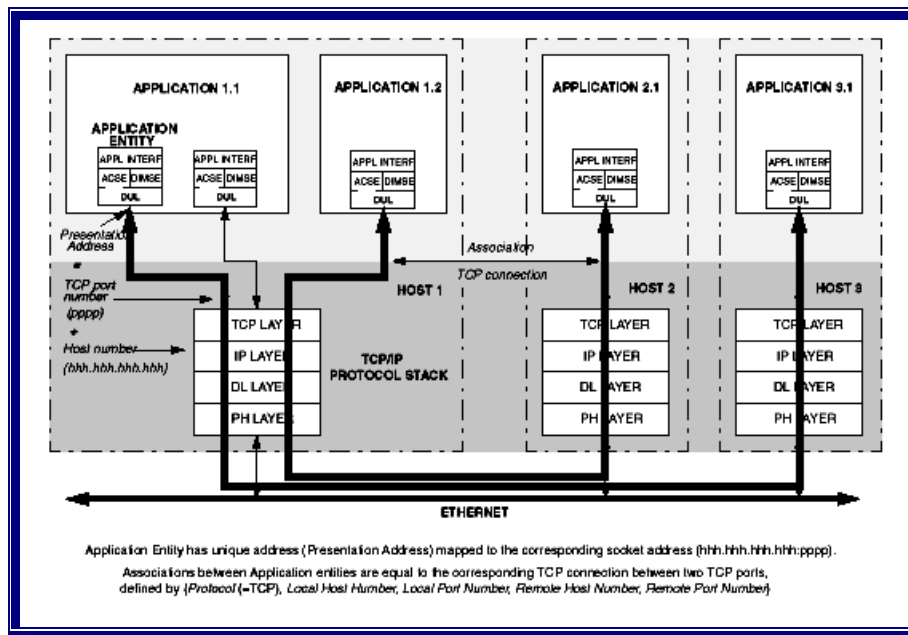 APPLICATION 1.1
APPLICATION 1.2
APPLICATION 2.1
APPLICATION 3.1
APPLICATION
ENTITY
APPL INTERF
ACSE DIMSE
DUL
APPL INTERF
ACSE DIMSE
DUL
APPL INTERF
ACSE DIMSE
DUL
APPL INTERF
ACSE DIMSE
DUL
APPL INTERF
ACSE DIMSE
DUL
Presentation
Address
=
TCP port
number
(pppp)
+
Host number
(hhh.hhh.hhh.hhh)
Association
TCP connection
HOST 1
HOST 2
HOST 3
TCP LAYER
IP LAYER
DL LAYER
PH LAYER
TCP/IP
PROTOCOL STACK
TCP LAYER
IP LAYER
DL LAYER
PH LAYER
TCP LAYER
IP LAYER
DL LAYER
PH LAYER
ETHERNET
Application Entity has unique address (Presentation Address) mapped to the corresponding socket address (hhh.hhh.hhh.hhh:pppp).
Associations between Application entities are equal to the corresponding TCP connection between two TCP ports,
defined by {Protocol (=TCP), Local Host Number, Local Port Number, Remote Host Number, Remote Port Number}